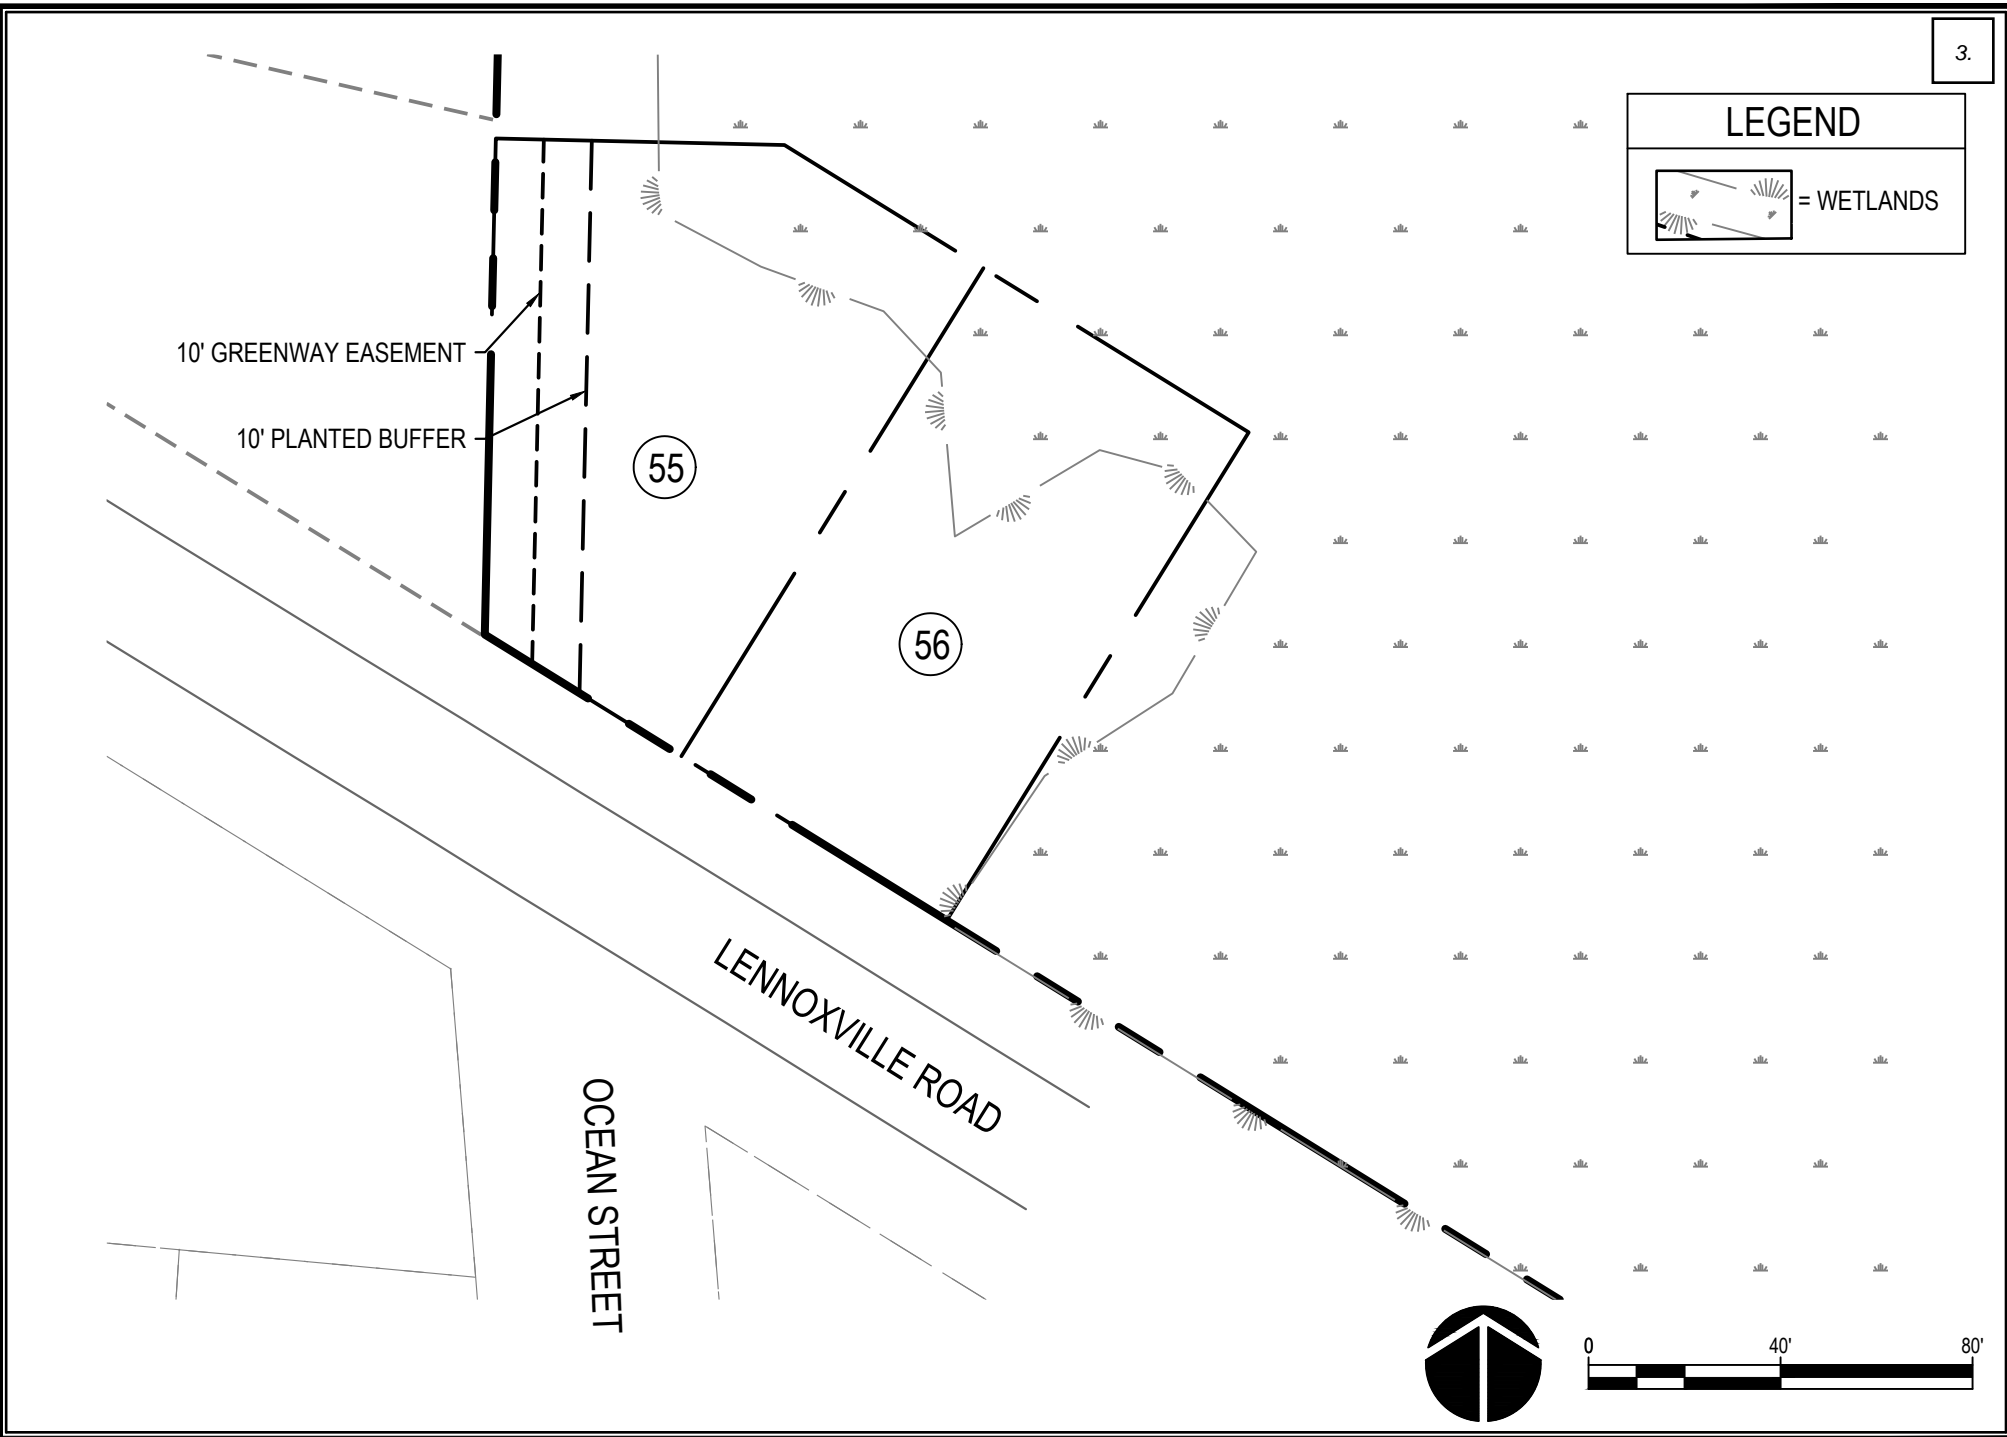 3.
LEGEND
= WETLANDS
10' GREENWAY EASEMENT
10' PLANTED BUFFER
55
56
LENNOXVILLE ROAD
OCEAN STREET
0 40' 80'